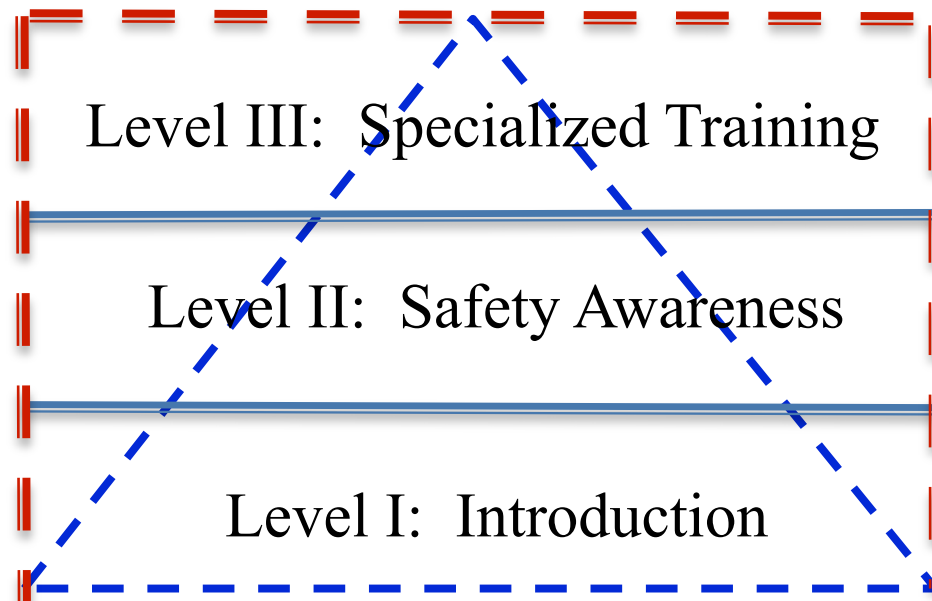 Level III:  Specialized Training
Level II:  Safety Awareness
Level I:  Introduction